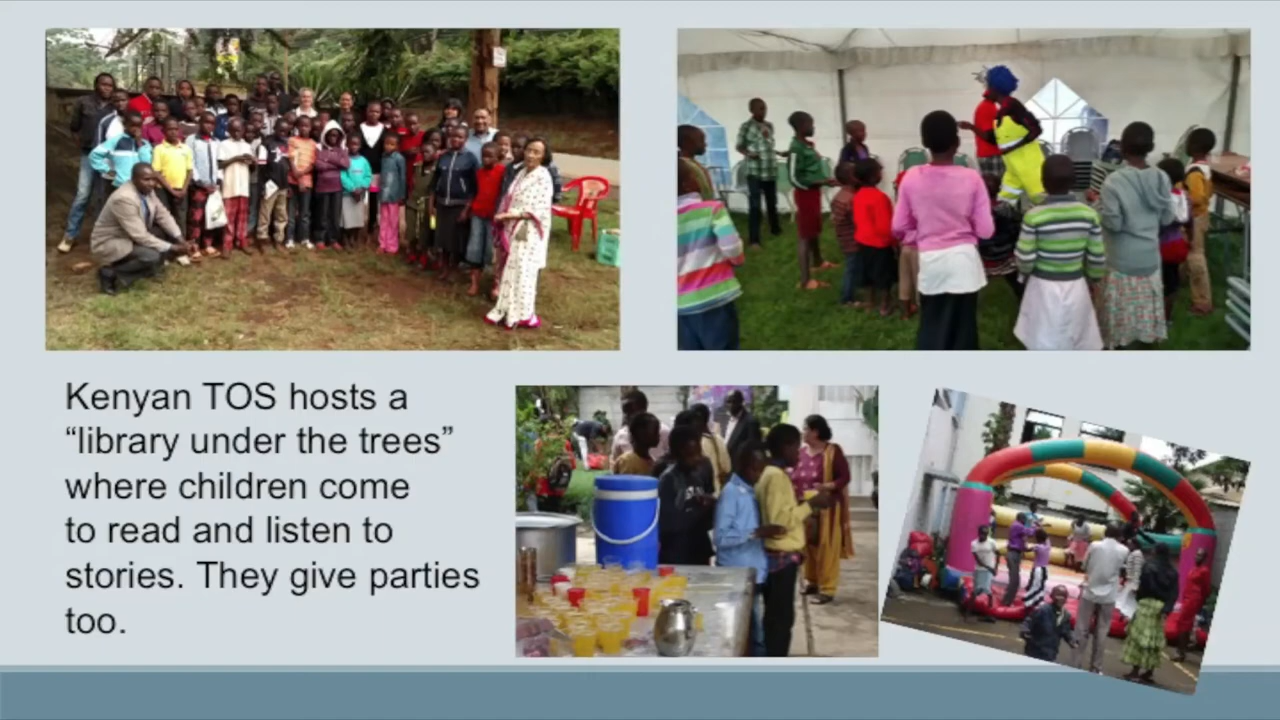 Kenyan TOS hosts a
“library under the trees”
where children come
to read and listen to
stories. They give parties
too.